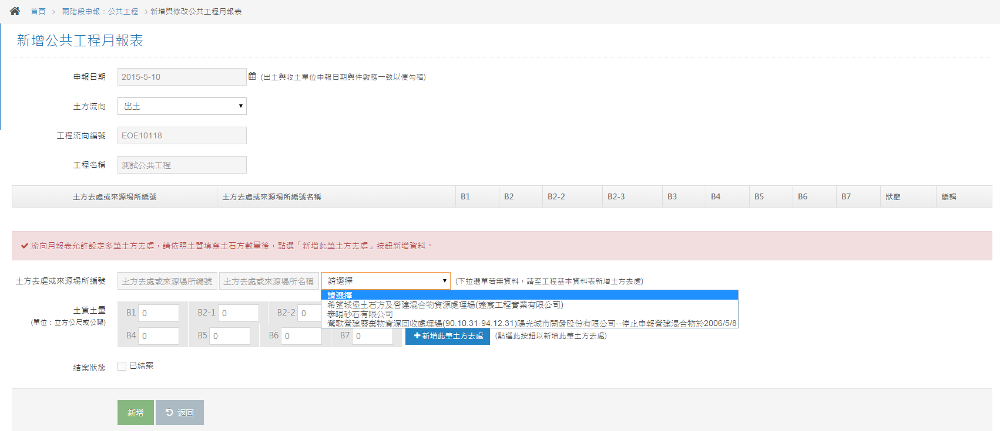 首頁 > 兩階段申報：公共工程 > 新增與修改公共工程月報表
新增公共工程月報表
申報日期 2015-5-10 (出土與收土單位申報日期與件數應一致以便勾稽)
土方流向 出土
工程流向編號 EOE10118
工程名稱 測試公共工程
土方去處或來源場所編號 土方去處或來源場所編號名稱 B1 B2 B2-2 B2-3 B3 B4 B5 B6 B7 狀態 編輯
流向月報表允許設定多筆土方去處，請依照土質填寫土石方數量後，點選「新增此筆土方去處」按鈕新增資料。
土方去處或來源場所編號 土方去處或來源場所編號 土方去處或來源場所名稱 請選擇 (下拉選單若無資料，請至工程基本資料表新增土方去處)
請選擇
希望城堡土石方及營建混合物資源處理場(達宸工程實業有限公司)
泰暘砂石有限公司
鶯歌營建廢棄物資源回收處理場(90.10.31-94.12.31)陽光城市開發股份有限公司--停止申報營建混合物於2006/5/8
土質土量 B1 0 B2-1 0 B2-2 0
(單位：立方公尺或公噸)
B4 0 B5 0 B6 0 B7 0 新增此筆土方去處 (點選此按鈕以新增此筆土方去處)
結案狀態 已結案
新增 返回